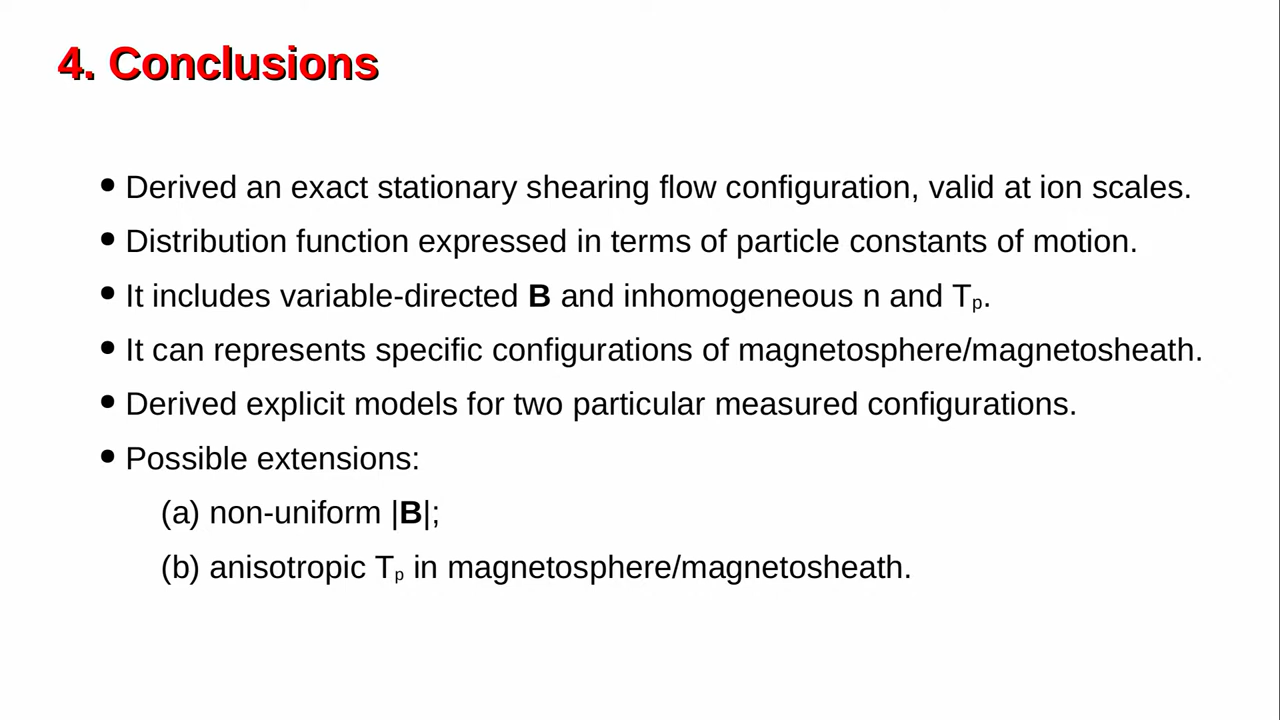 4. Conclusions
• Derived an exact stationary shearing flow configuration, valid at ion scales.
• Distribution function expressed in terms of particle constants of motion.
• It includes variable-directed B and inhomogeneous n and Tp.
• It can represents specific configurations of magnetosphere/magnetosheath.
• Derived explicit models for two particular measured configurations.
• Possible extensions:
(a) non-uniform |B|;
(b) anisotropic Tp in magnetosphere/magnetosheath.